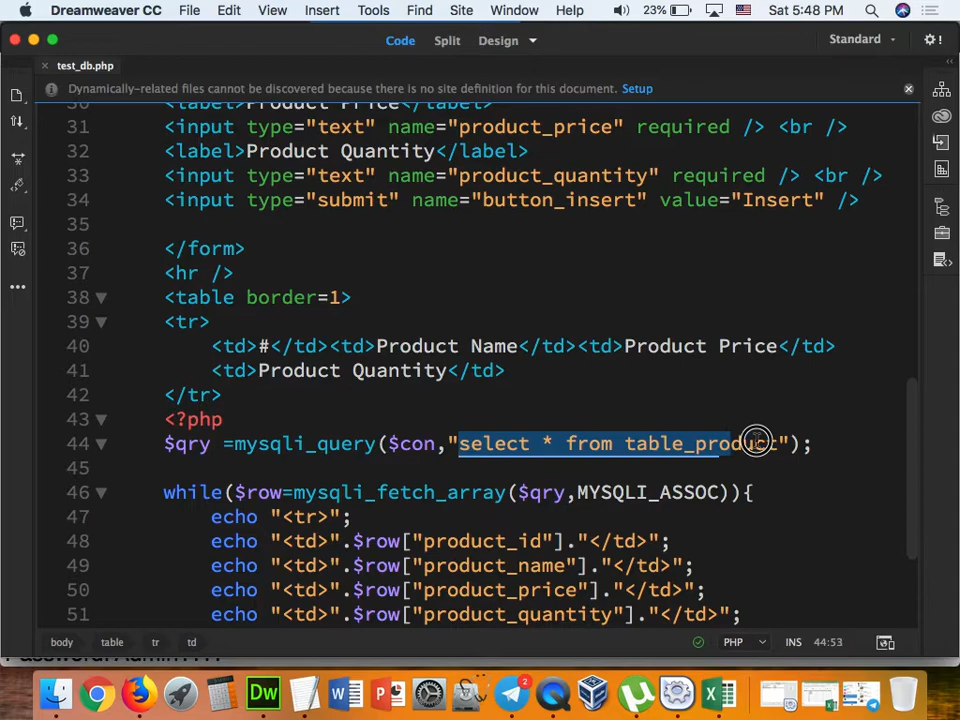 Dreamweaver CC File Edit View Insert Tools Find Site Window Help 23% Sat 5:48 PM
Code Split Design Standard
× test_db.php
Dynamically-related files cannot be discovered because there is no site definition for this document. Setup
30 <label>Product Price</label>
31 <input type="text" name="product_price" required /> <br />
32 <label>Product Quantity</label>
33 <input type="text" name="product_quantity" required /> <br />
34 <input type="submit" name="button_insert" value="Insert" />
35
36 </form>
37 <hr />
38 <table border=1>
39 <tr>
40 <td>#</td><td>Product Name</td><td>Product Price</td>
41 <td>Product Quantity</td>
42 </tr>
43 <?php
44 $qry =mysqli_query($con,"select * from table_product");
45
46 while($row=mysqli_fetch_array($qry,MYSQLI_ASSOC)){
47 echo "<tr>";
48 echo "<td>".$row["product_id"]."</td>";
49 echo "<td>".$row["product_name"]."</td>";
50 echo "<td>".$row["product_price"]."</td>";
51 echo "<td>".$row["product_quantity"]."</td>";
body table tr td PHP INS 44:53
Dw 2